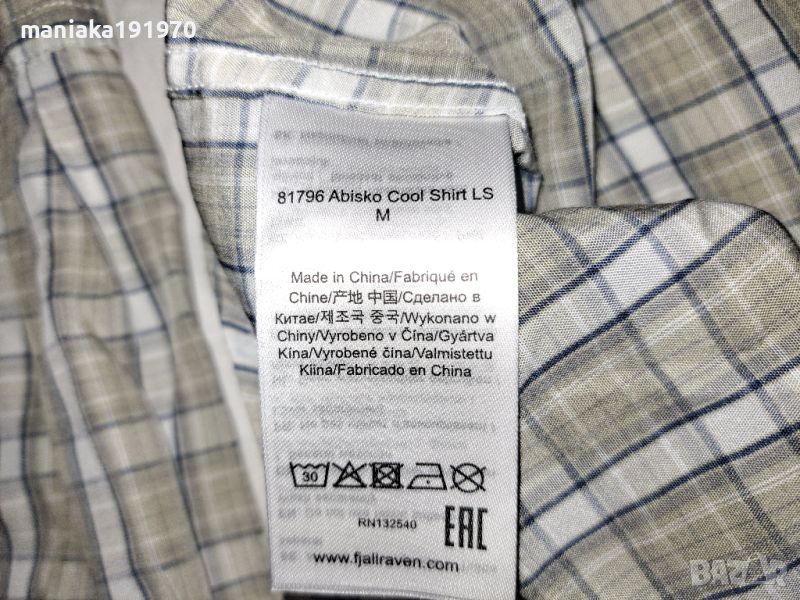 maniaka191970
81796 Abisko Cool Shirt LS
M
Made in China/Fabriqué en
Chine/产地 中国/Сделано в
Китае/제조국 중국/Wykonano w
Chiny/Vyrobeno v Čína/Gyártva
Kína/Vyrobené čína/Valmistettu
Kiina/Fabricado en China
30
RN132540
EAC
www.fjallraven.com
Bazar